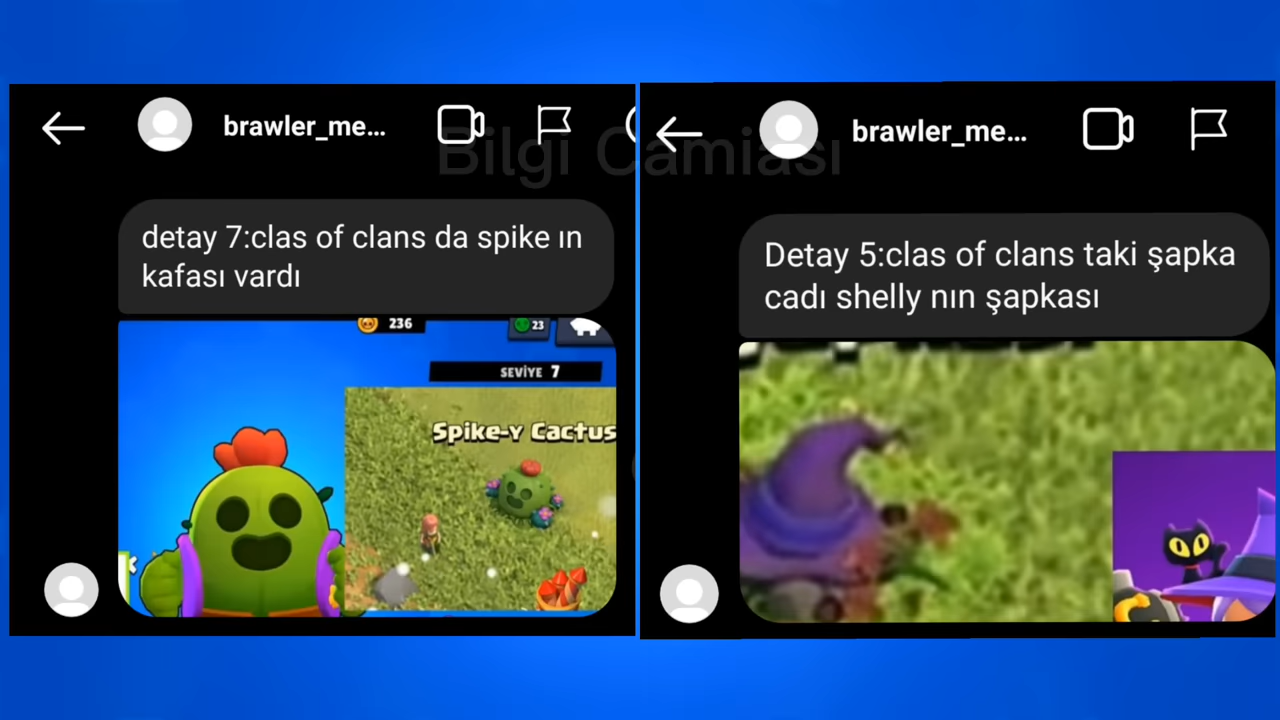 brawler_me...
detay 7:clas of clans da spike ın
kafası vardı
236
23
SEVİYE 7
Spike-y Cactus
brawler_me...
Detay 5:clas of clans taki şapka
cadı shelly nın şapkası
Bilgi Camiası